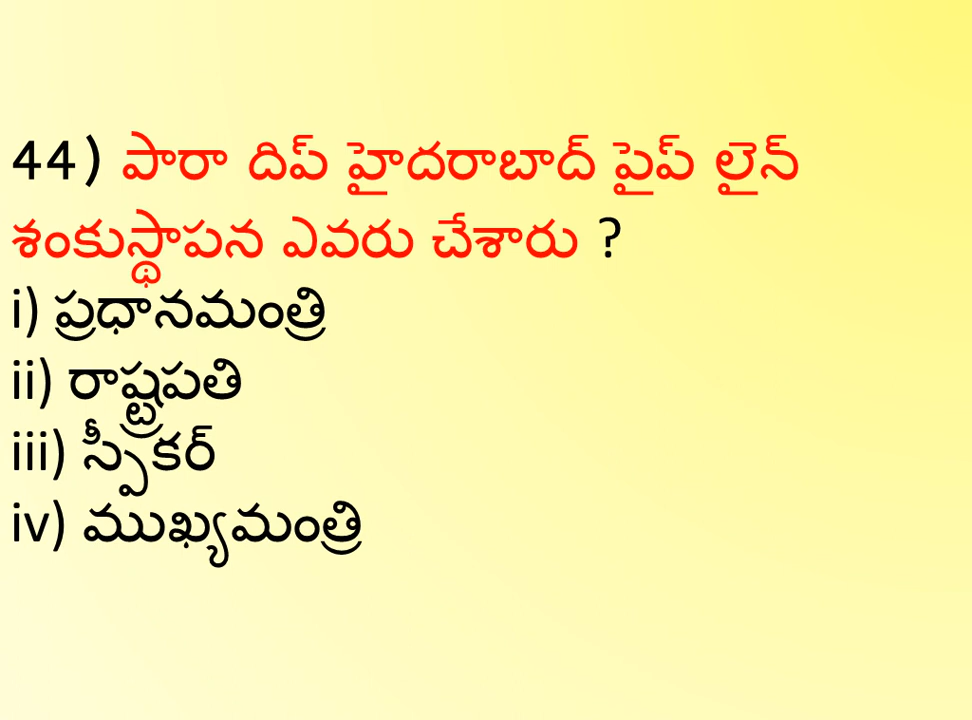 44) పారా దిప్ హైదరాబాద్ పైప్ లైన్
శంకుస్థాపన ఎవరు చేశారు ?
i) ప్రధానమంత్రి
ii) రాష్ట్రపతి
iii) స్పీకర్
iv) ముఖ్యమంత్రి